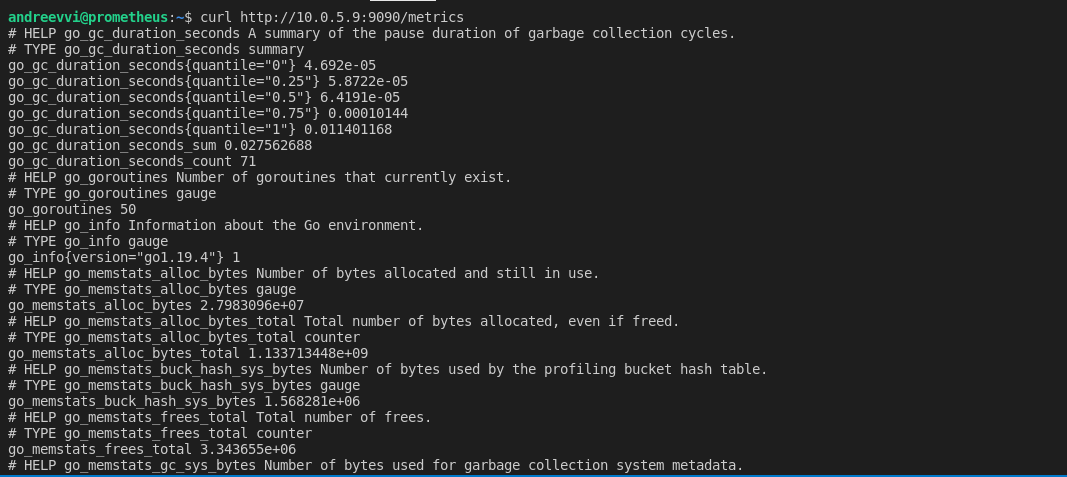 andreevvi@prometheus:~$ curl http://10.0.5.9:9090/metrics
# HELP go_gc_duration_seconds A summary of the pause duration of garbage collection cycles.
# TYPE go_gc_duration_seconds summary
go_gc_duration_seconds{quantile="0"} 4.692e-05
go_gc_duration_seconds{quantile="0.25"} 5.8722e-05
go_gc_duration_seconds{quantile="0.5"} 6.4191e-05
go_gc_duration_seconds{quantile="0.75"} 0.00010144
go_gc_duration_seconds{quantile="1"} 0.011401168
go_gc_duration_seconds_sum 0.027562688
go_gc_duration_seconds_count 71
# HELP go_goroutines Number of goroutines that currently exist.
# TYPE go_goroutines gauge
go_goroutines 50
# HELP go_info Information about the Go environment.
# TYPE go_info gauge
go_info{version="go1.19.4"} 1
# HELP go_memstats_alloc_bytes Number of bytes allocated and still in use.
# TYPE go_memstats_alloc_bytes gauge
go_memstats_alloc_bytes 2.7983096e+07
# HELP go_memstats_alloc_bytes_total Total number of bytes allocated, even if freed.
# TYPE go_memstats_alloc_bytes_total counter
go_memstats_alloc_bytes_total 1.133713448e+09
# HELP go_memstats_buck_hash_sys_bytes Number of bytes used by the profiling bucket hash table.
# TYPE go_memstats_buck_hash_sys_bytes gauge
go_memstats_buck_hash_sys_bytes 1.568281e+06
# HELP go_memstats_frees_total Total number of frees.
# TYPE go_memstats_frees_total counter
go_memstats_frees_total 3.343655e+06
# HELP go_memstats_gc_sys_bytes Number of bytes used for garbage collection system metadata.